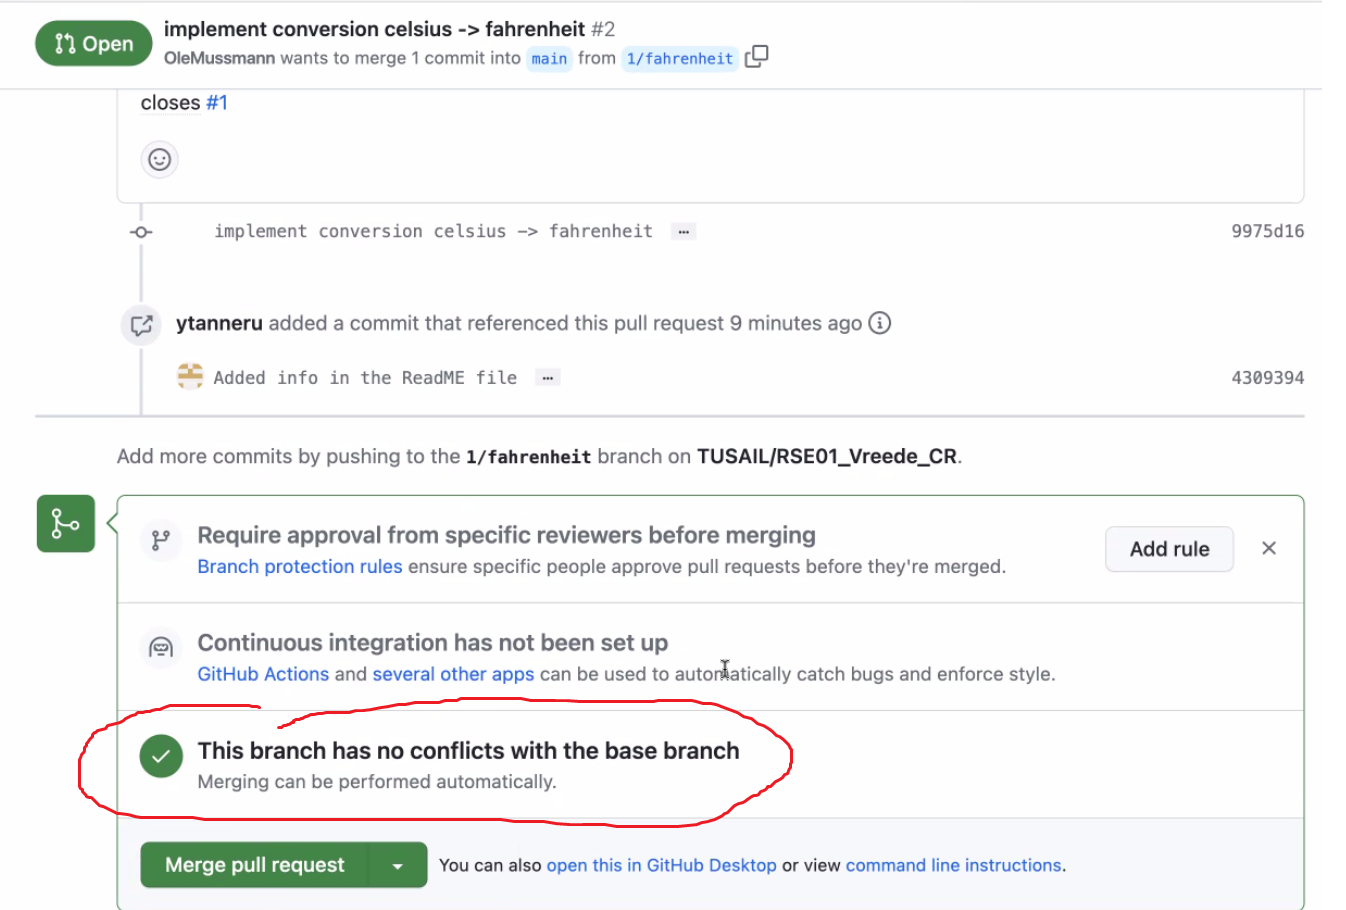 Open
implement conversion celsius -> fahrenheit #2
OleMussmann wants to merge 1 commit into main from 1/fahrenheit
closes #1
implement conversion celsius -> fahrenheit ... 9975d16
ytanneru added a commit that referenced this pull request 9 minutes ago
Added info in the ReadME file ... 4309394
Add more commits by pushing to the 1/fahrenheit branch on TUSAIL/RSE01_Vreede_CR.
Require approval from specific reviewers before merging
Branch protection rules ensure specific people approve pull requests before they're merged.
Add rule
Continuous integration has not been set up
GitHub Actions and several other apps can be used to automatically catch bugs and enforce style.
This branch has no conflicts with the base branch
Merging can be performed automatically.
Merge pull request
You can also open this in GitHub Desktop or view command line instructions.